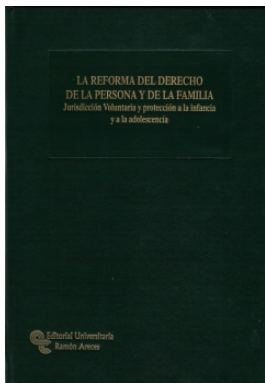 LA REFORMA DEL DERECHO
DE LA PERSONA Y DE LA FAMILIA
Jurisdicción Voluntaria y protección a la infancia
y a la adolescencia
Editorial Universitaria
Ramón Areces